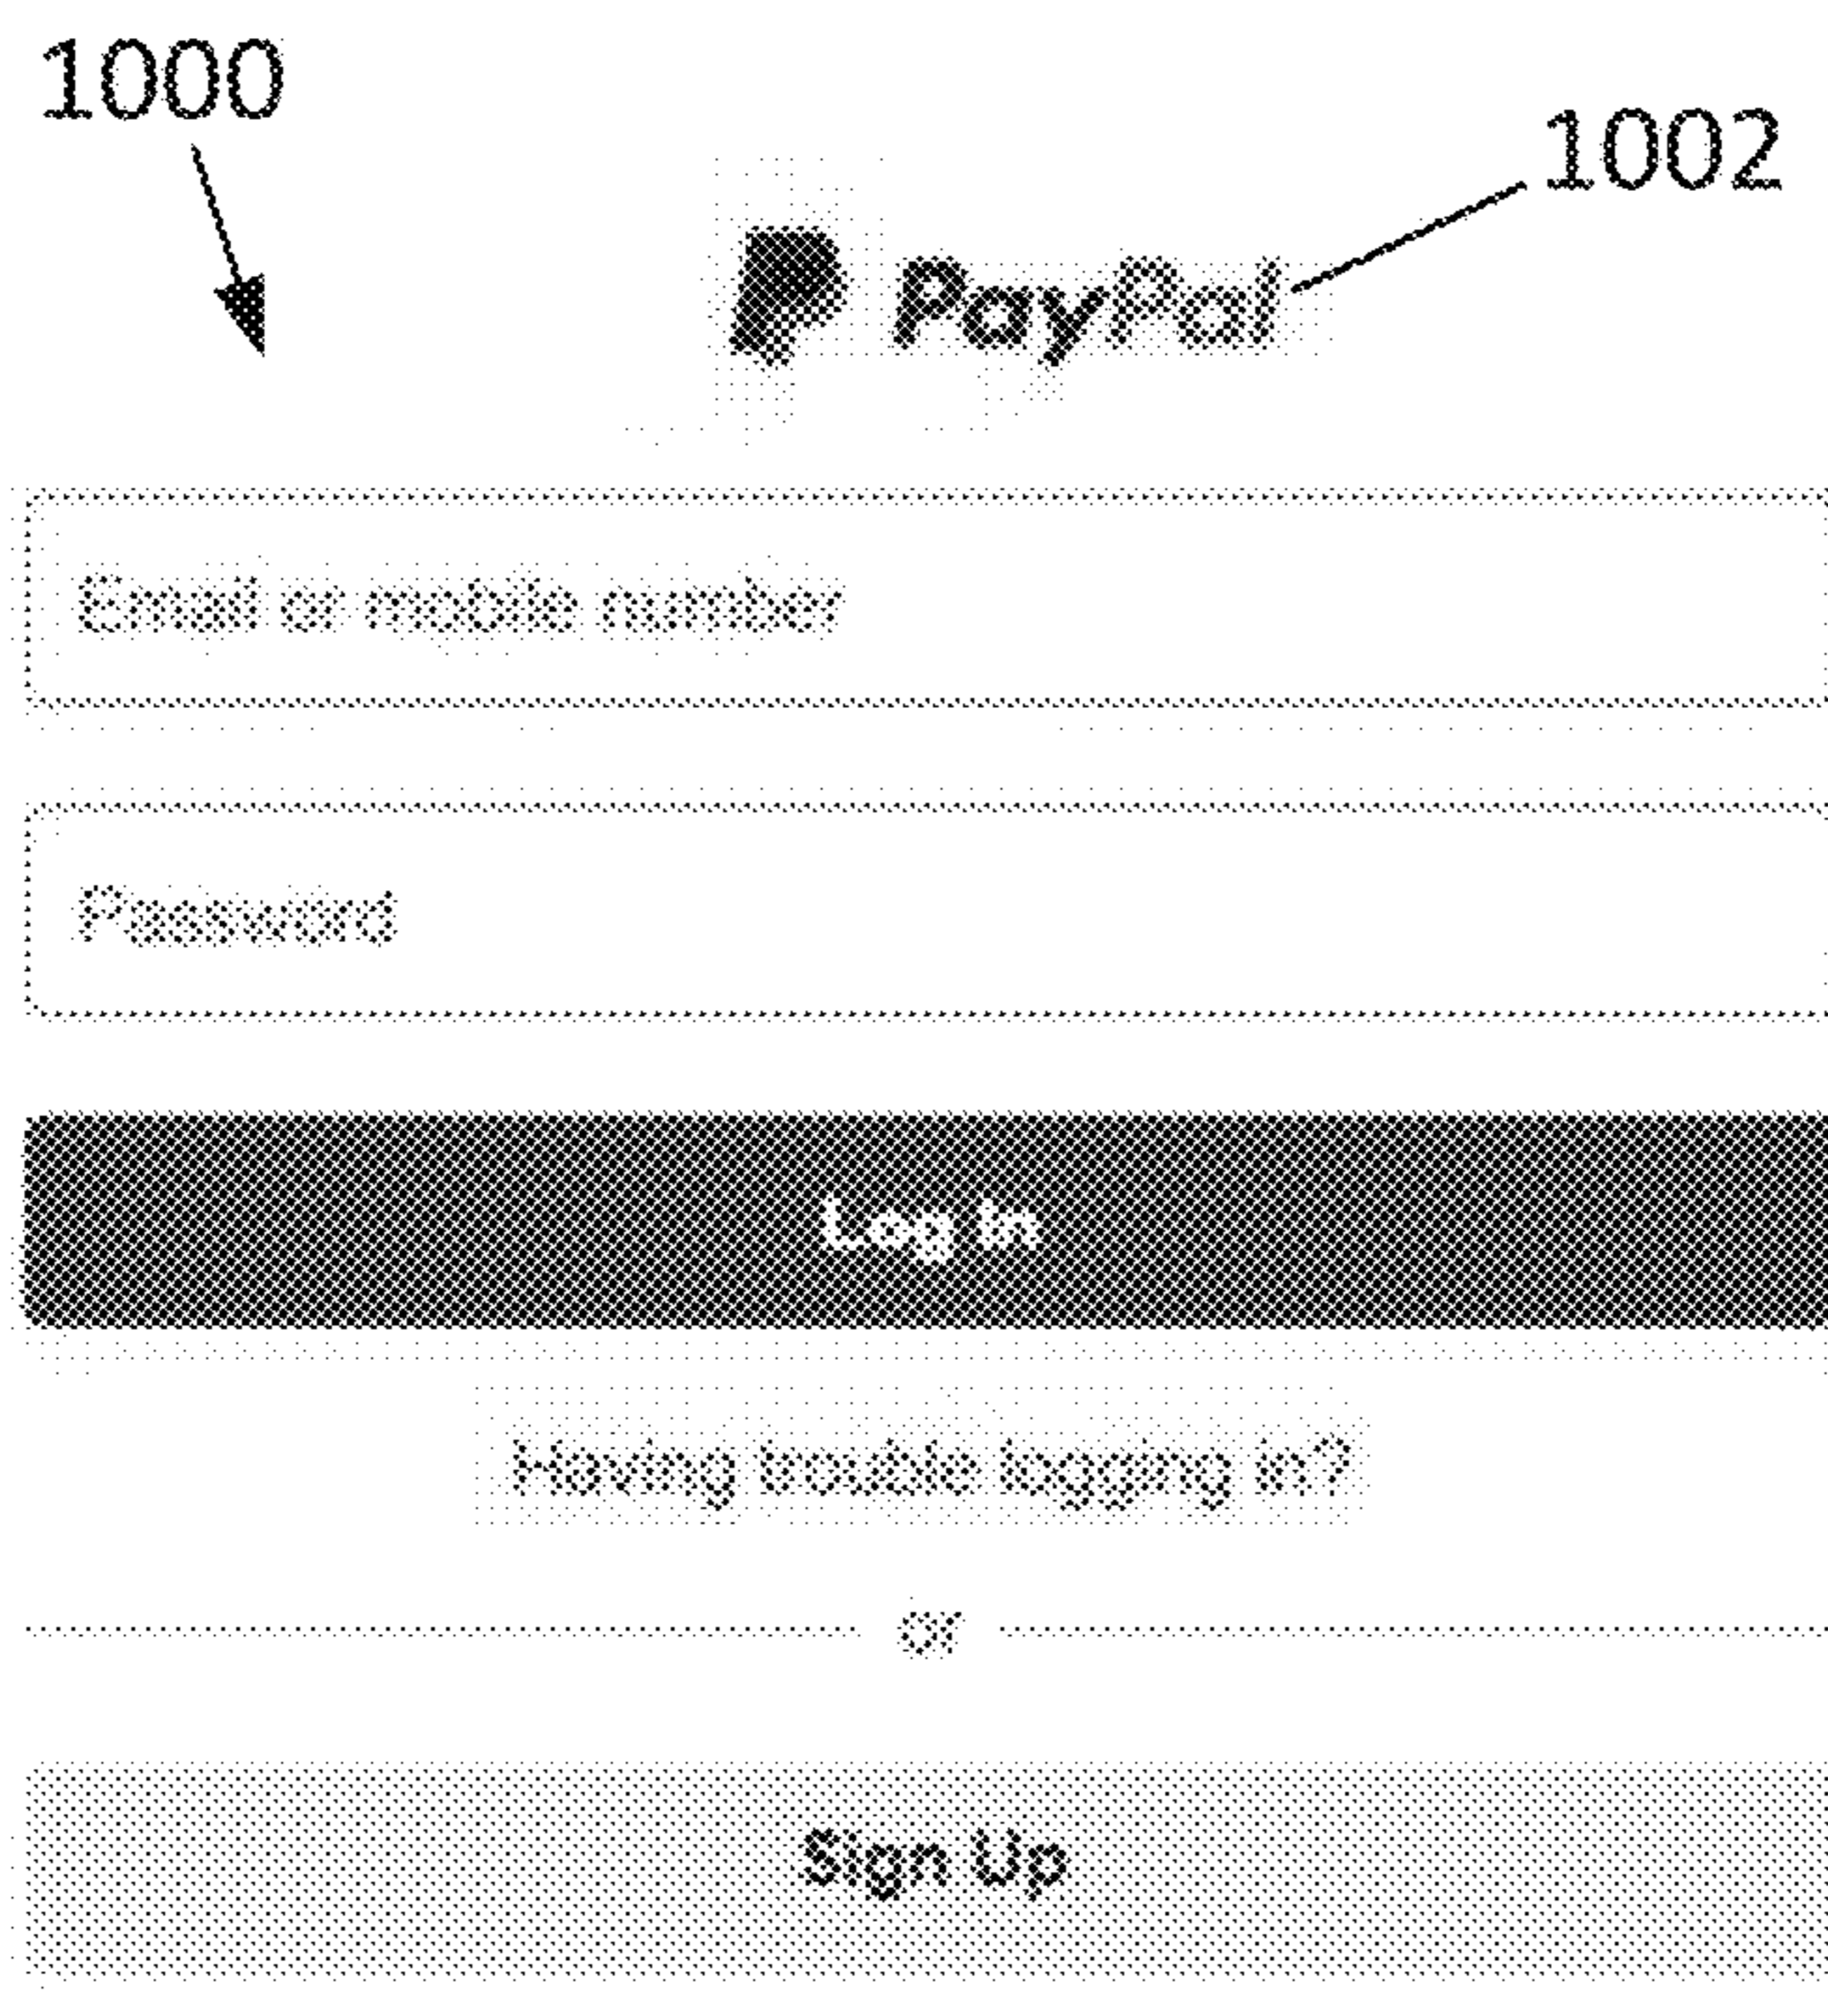 1000
1002
PayPal
Email or mobile number
Password
Log In
Having trouble logging in?
or
Sign Up